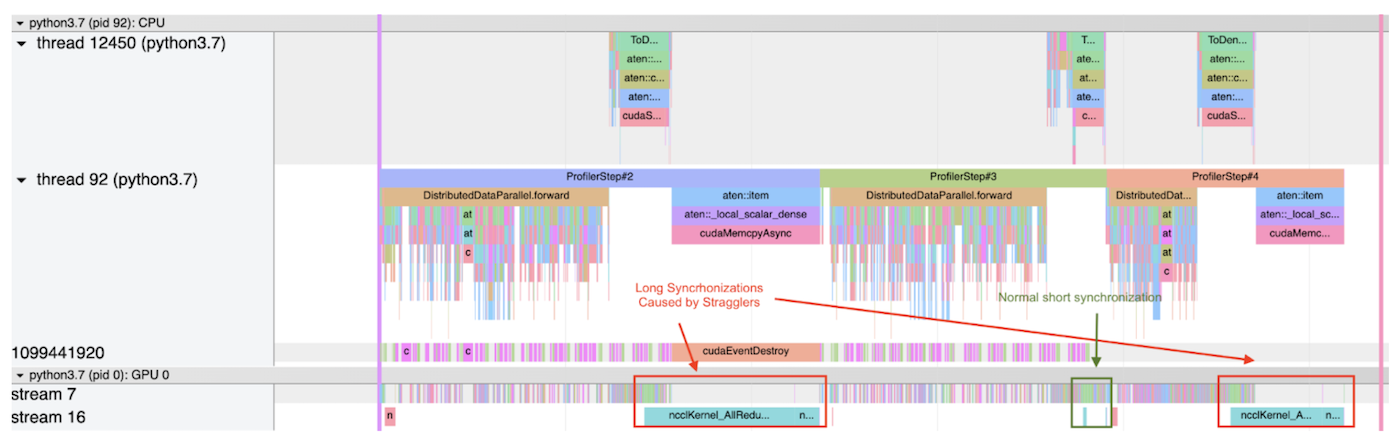 python3.7 (pid 92): CPU
thread 12450 (python3.7)
ToD...
T...
ToDen...
aten::...
ate...
aten::...
aten::c...
at...
aten::c...
aten:...
ate...
aten:...
cudaS...
c...
cudaS...
thread 92 (python3.7)
ProfilerStep#2
ProfilerStep#3
ProfilerStep#4
DistributedDataParallel.forward
aten::item
DistributedDataParallel.forward
DistributedDat...
aten::item
at
aten::_local_scalar_dense
at
aten::_local_sc...
at
cudaMemcpyAsync
at
cudaMemc...
c
at
c
Long Syncrhonizations
Caused by Stragglers
Normal short synchronization
1099441920
c
c
cudaEventDestroy
python3.7 (pid 0): GPU 0
stream 7
stream 16
n
ncclKernel_AllRedu...
n...
ncclKernel_A...
n...